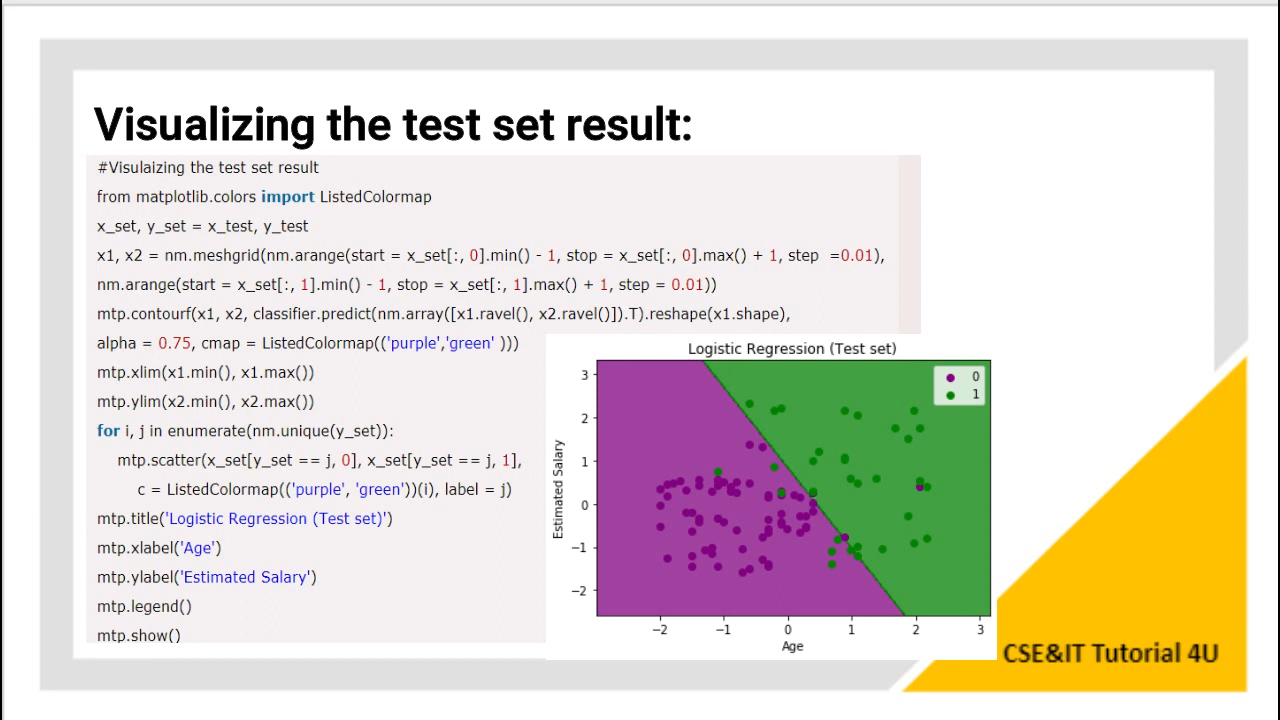 Visualizing the test set result:
#Visulaizing the test set result
from matplotlib.colors import ListedColormap
x_set, y_set = x_test, y_test
x1, x2 = nm.meshgrid(nm.arange(start = x_set[:, 0].min() - 1, stop = x_set[:, 0].max() + 1, step  =0.01),
nm.arange(start = x_set[:, 1].min() - 1, stop = x_set[:, 1].max() + 1, step = 0.01))
mtp.contourf(x1, x2, classifier.predict(nm.array([x1.ravel(), x2.ravel()]).T).reshape(x1.shape),
alpha = 0.75, cmap = ListedColormap(('purple','green' )))
mtp.xlim(x1.min(), x1.max())
mtp.ylim(x2.min(), x2.max())
for i, j in enumerate(nm.unique(y_set)):
mtp.scatter(x_set[y_set == j, 0], x_set[y_set == j, 1],
c = ListedColormap(('purple', 'green'))(i), label = j)
mtp.title('Logistic Regression (Test set)')
mtp.xlabel('Age')
mtp.ylabel('Estimated Salary')
mtp.legend()
mtp.show()
Logistic Regression (Test set)
0
1
3
2
1
0
−1
−2
Estimated Salary
−2 −1 0 1 2 3
Age
CSE&IT Tutorial 4U